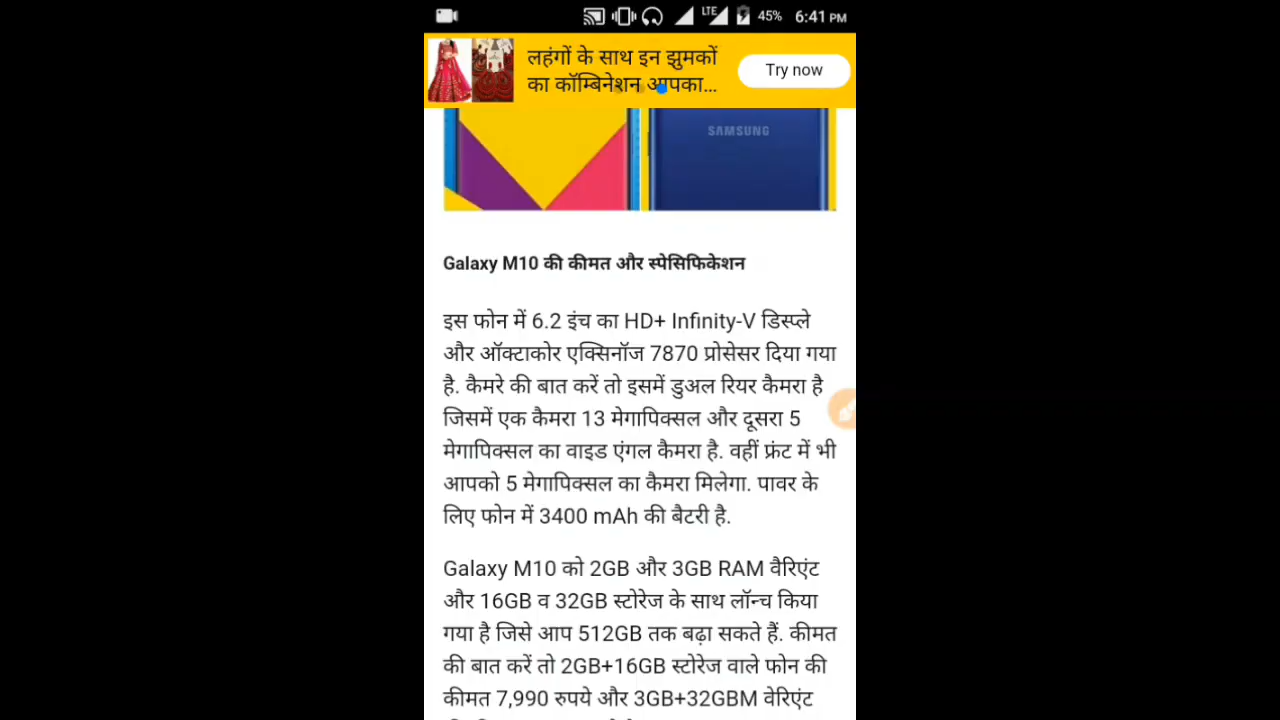 LTE 45% 6:41 PM
लहंगों के साथ इन झुमकों
का कॉम्बिनेशन आपका...
Try now
SAMSUNG
Galaxy M10 की कीमत और स्पेसिफिकेशन
इस फोन में 6.2 इंच का HD+ Infinity-V डिस्प्ले
और ऑक्टाकोर एक्सिनॉज 7870 प्रोसेसर दिया गया
है. कैमरे की बात करें तो इसमें डुअल रियर कैमरा है
जिसमें एक कैमरा 13 मेगापिक्सल और दूसरा 5
मेगापिक्सल का वाइड एंगल कैमरा है. वहीं फ्रंट में भी
आपको 5 मेगापिक्सल का कैमरा मिलेगा. पावर के
लिए फोन में 3400 mAh की बैटरी है.
Galaxy M10 को 2GB और 3GB RAM वैरिएंट
और 16GB व 32GB स्टोरेज के साथ लॉन्च किया
गया है जिसे आप 512GB तक बढ़ा सकते हैं. कीमत
की बात करें तो 2GB+16GB स्टोरेज वाले फोन की
कीमत 7,990 रुपये और 3GB+32GBM वेरिएंट